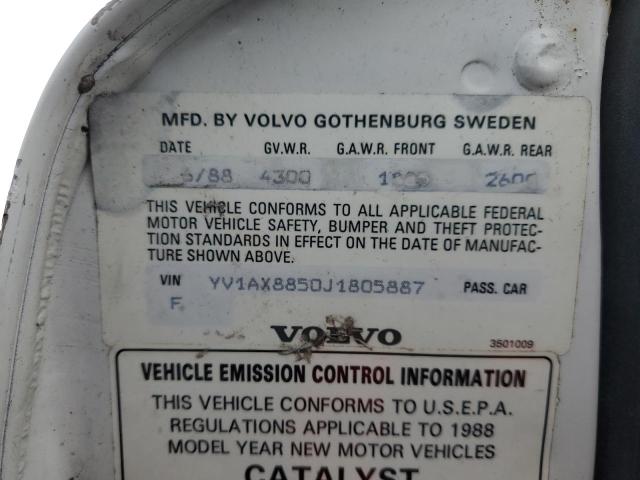 MFD. BY VOLVO GOTHENBURG SWEDEN
DATE G.V.W.R. G.A.W.R. FRONT G.A.W.R. REAR
/88 4300 2600
THIS VEHICLE CONFORMS TO ALL APPLICABLE FEDERAL
MOTOR VEHICLE SAFETY, BUMPER AND THEFT PROTEC-
TION STANDARDS IN EFFECT ON THE DATE OF MANUFAC-
TURE SHOWN ABOVE.
VIN YV1AX8850J1805887 PASS. CAR
F
VOLVO
3501009
VEHICLE EMISSION CONTROL INFORMATION
THIS VEHICLE CONFORMS TO U.S.E.P.A.
REGULATIONS APPLICABLE TO 1988
MODEL YEAR NEW MOTOR VEHICLES
CATALYST